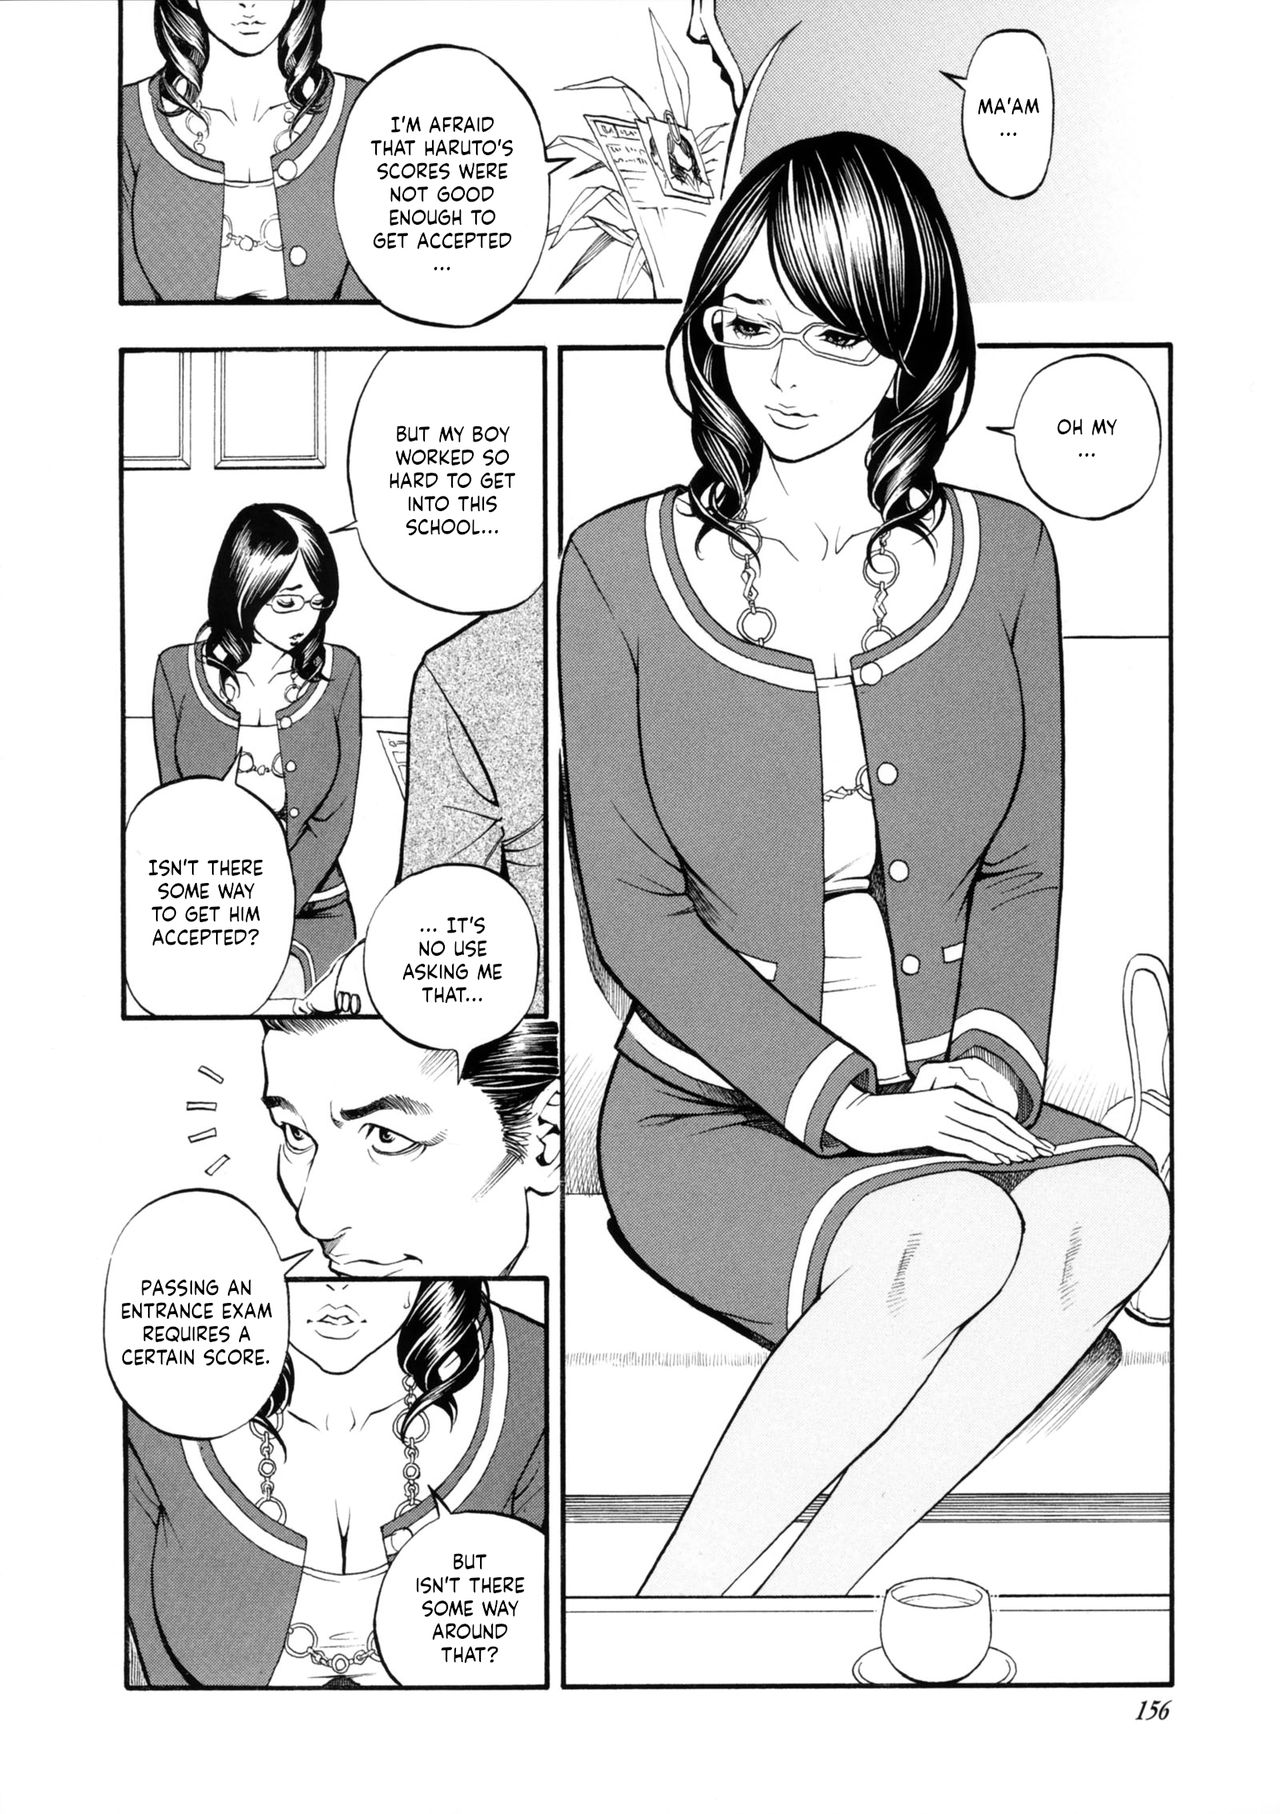 MA'AM
...
I'M AFRAID
THAT HARUTO'S
SCORES WERE
NOT GOOD
ENOUGH TO
GET ACCEPTED
...
OH MY
...
BUT MY BOY
WORKED SO
HARD TO GET
INTO THIS
SCHOOL...
ISN'T THERE
SOME WAY
TO GET HIM
ACCEPTED?
... IT'S
NO USE
ASKING ME
THAT...
PASSING AN
ENTRANCE EXAM
REQUIRES A
CERTAIN SCORE.
BUT
ISN'T THERE
SOME WAY
AROUND
THAT?
156